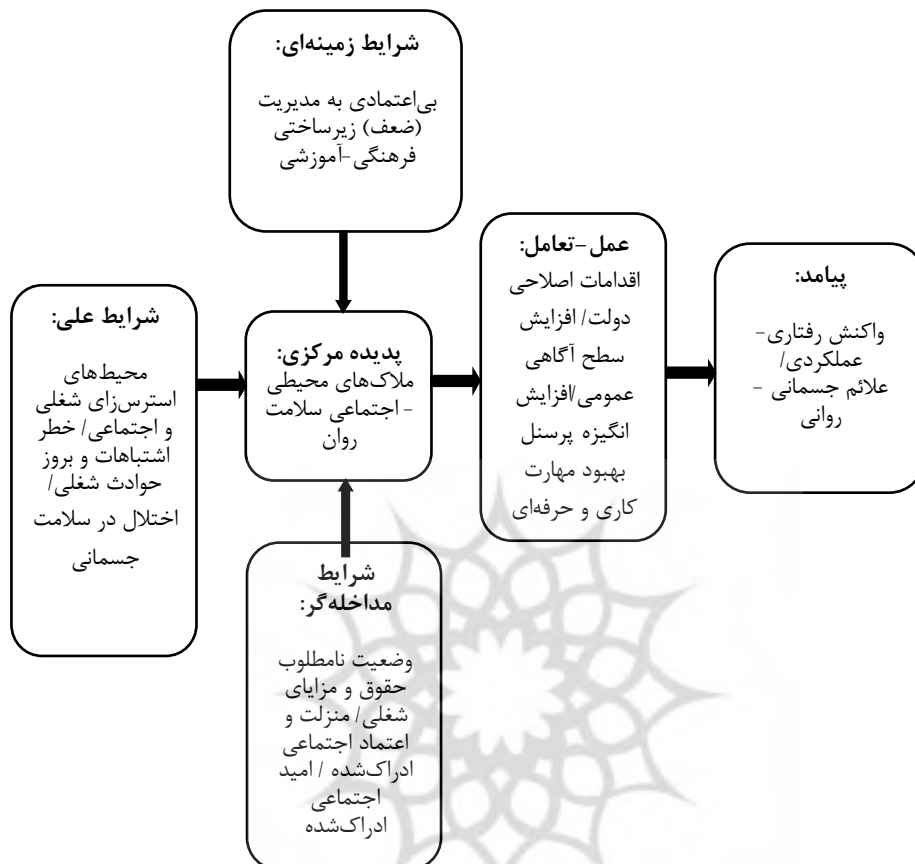 شرایط زمینه‌ای:
بی‌اعتمادی به مدیریت
(ضعف) زیرساختی
فرهنگی-آموزشی
شرایط علی:
محیط‌های
استرس‌زای شغلی
و اجتماعی/ خطر
اشتباهات و بروز
حوادث شغلی/
اختلال در سلامت
جسمانی
پدیده مرکزی:
ملاک‌های محیطی
- اجتماعی سلامت
روان
شرایط
مداخله‌گر:
وضعیت نامطلوب
حقوق و مزایای
شغلی/ منزلت و
اعتماد اجتماعی
ادراک‌شده / امید
اجتماعی
ادراک‌شده
عمل-تعامل:
اقدامات اصلاحی
دولت/ افزایش
سطح آگاهی
عمومی/افزایش
انگیزه پرسنل
بهبود مهارت
کاری و حرفه‌ای
پیامد:
واکنش رفتاری-
عملکردی/
علائم جسمانی -
روانی